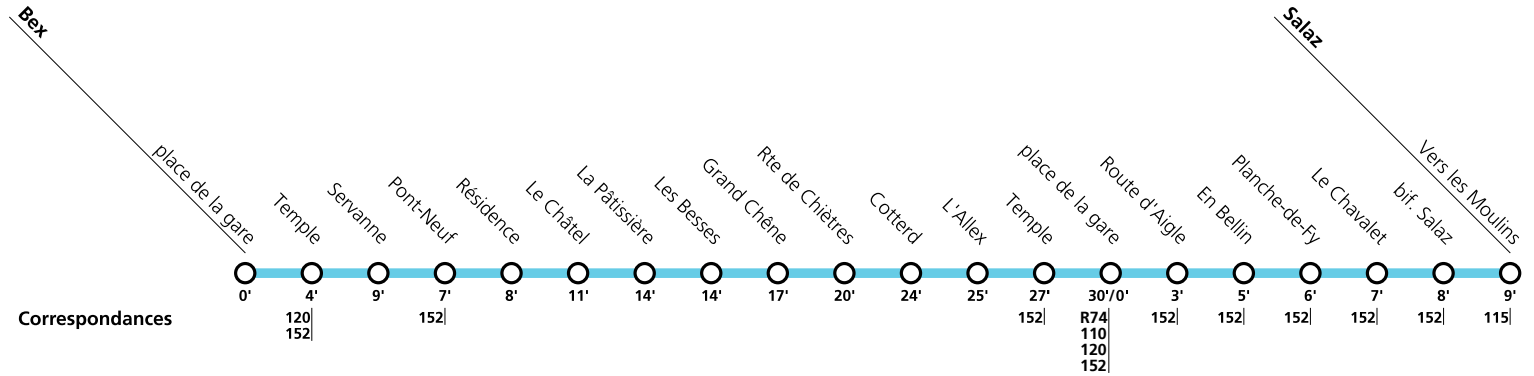 Bex
Salaz
place de la gare
Temple
Servanne
Pont-Neuf
Résidence
Le Châtel
La Pâtissière
Les Besses
Grand Chêne
Rte de Chiètres
Cotterd
L'Allex
Temple
place de la gare
Route d'Aigle
En Bellin
Planche-de-Fy
Le Chavalet
bif. Salaz
Vers les Moulins
0' 4' 9' 7' 8' 11' 14' 14' 17' 20' 24' 25' 27' 30'/0' 3' 5' 6' 7' 8' 9'
Correspondances 120 152 152 R74 152 152 152 152 152 115
152 110
120
152